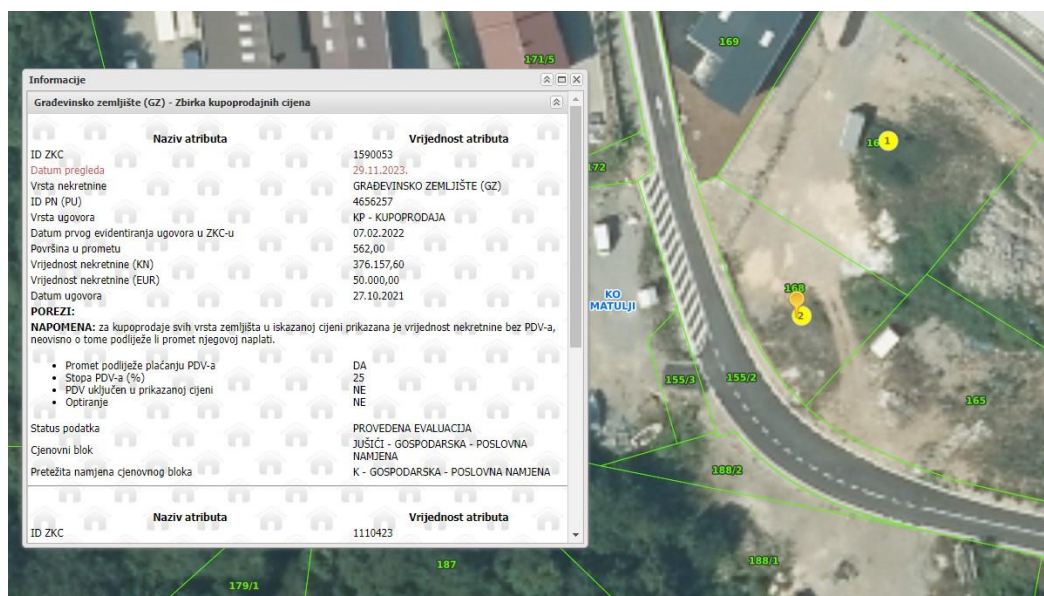 Informacije
Građevinsko zemljište (GZ) - Zbirka kupoprodajnih cijena
Naziv atributa Vrijednost atributa
ID ZKC 1590053
Datum pregleda 29.11.2023.
Vrsta nekretnine GRAĐEVINSKO ZEMLJIŠTE (GZ)
ID PN (PU) 4656257
Vrsta ugovora KP - KUPOPRODAJA
Datum prvog evidentiranja ugovora u ZKC-u 07.02.2022
Površina u prometu 562,00
Vrijednost nekretnine (KN) 376.157,60
Vrijednost nekretnine (EUR) 50.000,00
Datum ugovora 27.10.2021
POREZI:
NAPOMENA: za kupoprodaje svih vrsta zemljišta u iskazanoj cijeni prikazana je vrijednost nekretnine bez PDV-a,
neovisno o tome podliježe li promet njegovoj naplati.
• Promet podliježe plaćanju PDV-a DA
• Stopa PDV-a (%) 25
• PDV uključen u prikazanoj cijeni NE
• Optiranje NE
Status podatka PROVEDENA EVALUACIJA
Cjenovni blok JUŠIĆI - GOSPODARSKA - POSLOVNA
NAMJENA
Pretežita namjena cjenovnog bloka K - GOSPODARSKA - POSLOVNA NAMJENA
Naziv atributa Vrijednost atributa
ID ZKC 1110423
171/5
169
1
172
KO
MATULJI
168
2
155/3
155/2
165
188/2
187
188/1
179/1